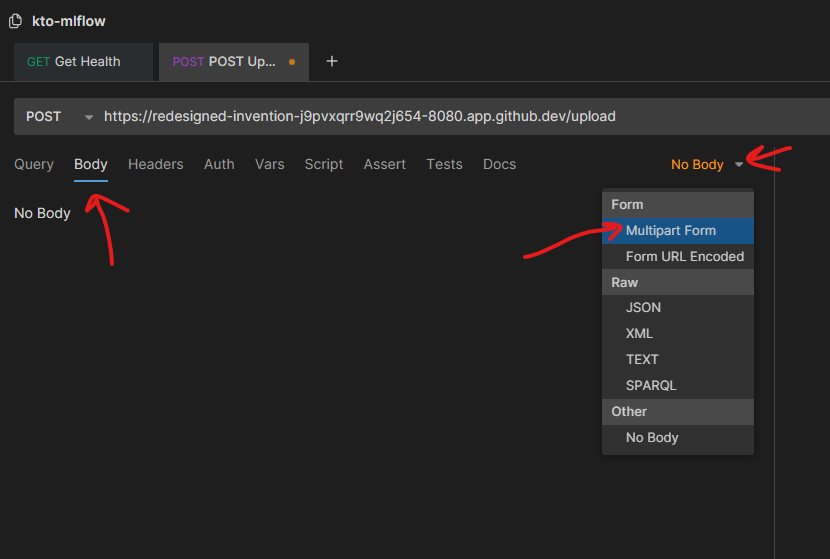 kto-mlflow
GET Get Health POST POST Up... +
POST https://redesigned-invention-j9pvxqrr9wq2j654-8080.app.github.dev/upload
Query Body Headers Auth Vars Script Assert Tests Docs No Body
No Body
Form
Multipart Form
Form URL Encoded
Raw
JSON
XML
TEXT
SPARQL
Other
No Body